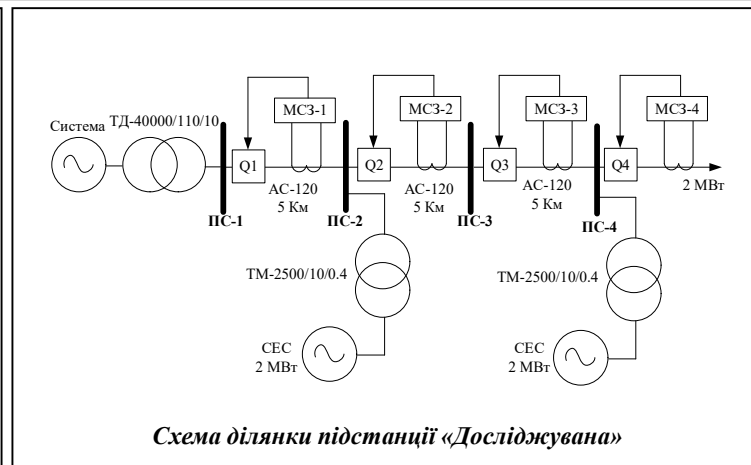 МСЗ-1
МСЗ-2
МСЗ-3
МСЗ-4
Система
ТД-40000/110/10
Q1
Q2
Q3
Q4
АС-120
5 Км
АС-120
5 Км
АС-120
5 Км
2 МВт
ПС-1
ПС-2
ПС-3
ПС-4
ТМ-2500/10/0.4
ТМ-2500/10/0.4
СЕС
2 МВт
СЕС
2 МВт
Схема ділянки підстанції «Досліджувана»